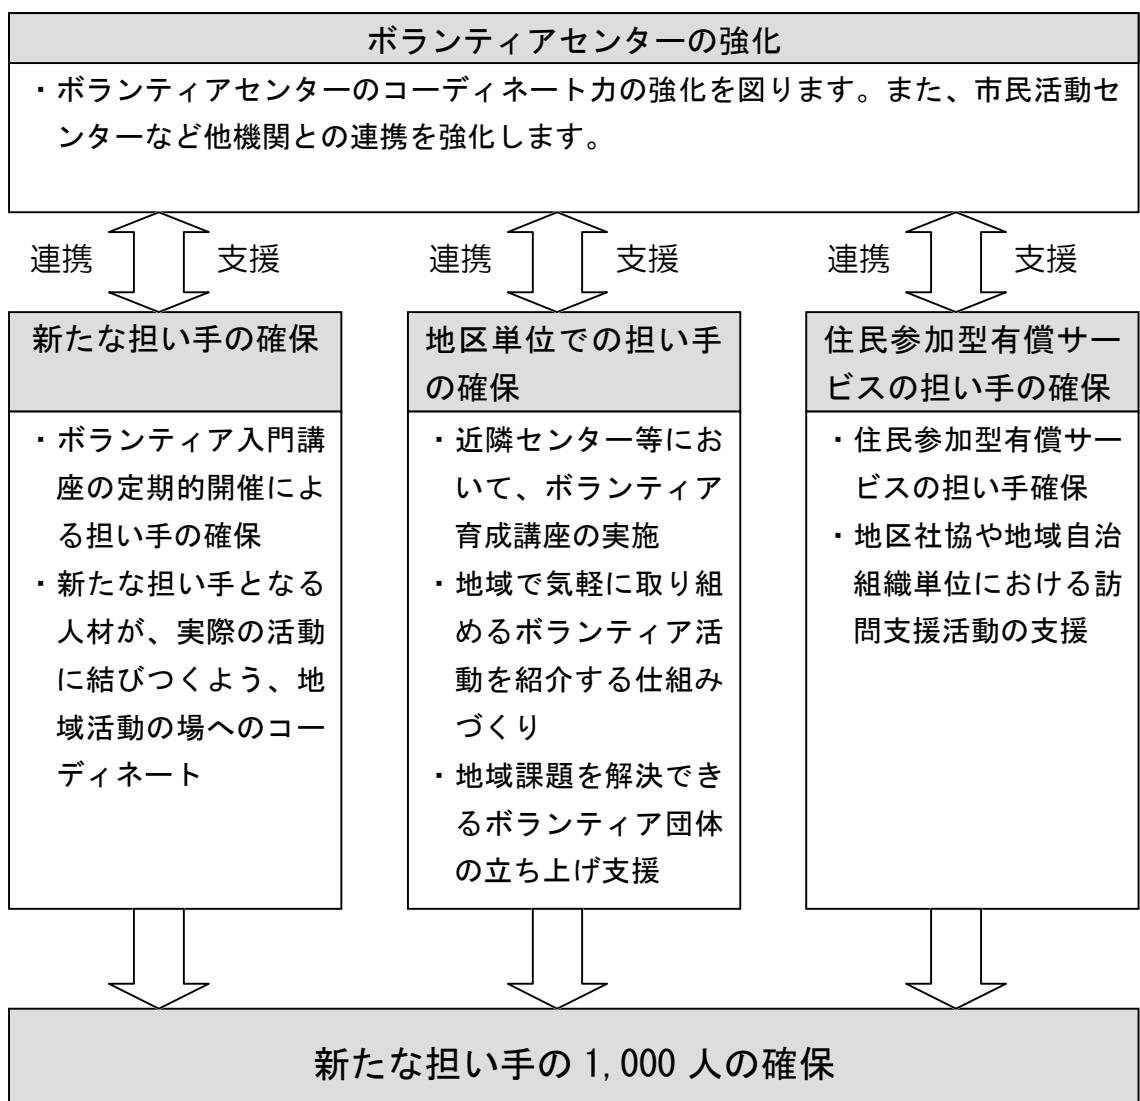 ボランティアセンターの強化
・ボランティアセンターのコーディネート力の強化を図ります。また、市民活動セ
ンターなど他機関との連携を強化します。
連携 支援
連携 支援
連携 支援
新たな担い手の確保
・ボランティア入門講
座の定期的開催によ
る担い手の確保
・新たな担い手となる
人材が、実際の活動
に結びつくよう、地
域活動の場へのコー
ディネート
地区単位での担い手
の確保
・近隣センター等にお
いて、ボランティア
育成講座の実施
・地域で気軽に取り組
めるボランティア活
動を紹介する仕組み
づくり
・地域課題を解決でき
るボランティア団体
の立ち上げ支援
住民参加型有償サー
ビスの担い手の確保
・住民参加型有償サー
ビスの担い手確保
・地区社協や地域自治
組織単位における訪
問支援活動の支援
新たな担い手の 1,000 人の確保